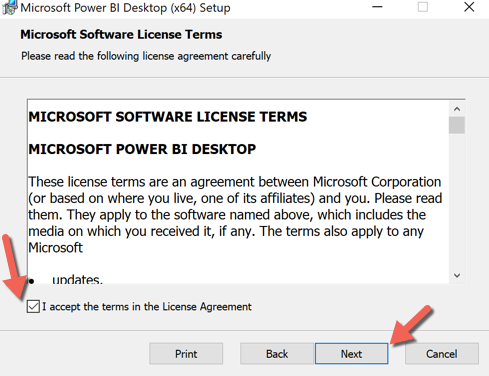 Microsoft Power BI Desktop (x64) Setup
Microsoft Software License Terms
Please read the following license agreement carefully
MICROSOFT SOFTWARE LICENSE TERMS
MICROSOFT POWER BI DESKTOP
These license terms are an agreement between Microsoft Corporation
(or based on where you live, one of its affiliates) and you. Please read
them. They apply to the software named above, which includes the
media on which you received it, if any. The terms also apply to any
Microsoft
• updates,
I accept the terms in the License Agreement
Print Back Next Cancel